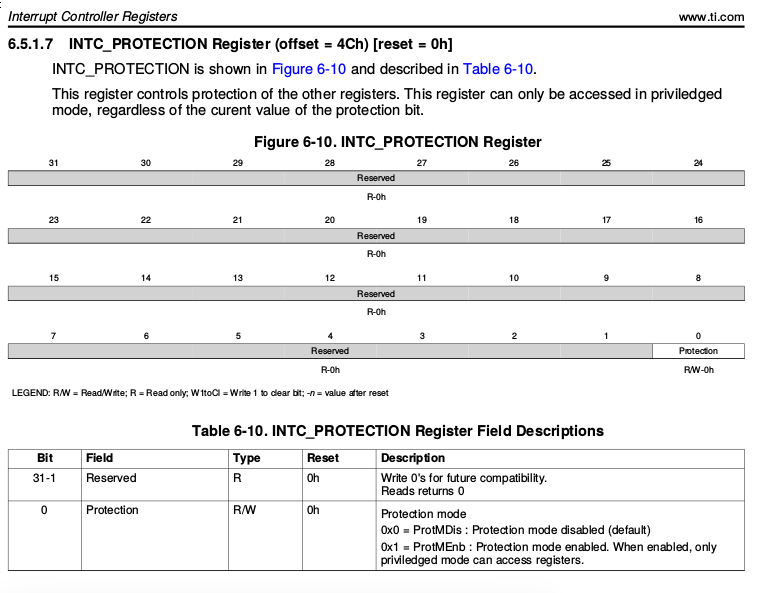 Interrupt Controller Registers www.ti.com
6.5.1.7 INTC_PROTECTION Register (offset = 4Ch) [reset = 0h]
INTC_PROTECTION is shown in Figure 6-10 and described in Table 6-10.
This register controls protection of the other registers. This register can only be accessed in priviledged
mode, regardless of the curent value of the protection bit.
Figure 6-10. INTC_PROTECTION Register
31 30 29 28 27 26 25 24
Reserved
R-0h
23 22 21 20 19 18 17 16
Reserved
R-0h
15 14 13 12 11 10 9 8
Reserved
R-0h
7 6 5 4 3 2 1 0
Reserved Protection
R-0h R/W-0h
LEGEND: R/W = Read/Write; R = Read only; W1toCl = Write 1 to clear bit; -n = value after reset
Table 6-10. INTC_PROTECTION Register Field Descriptions
Bit Field Type Reset Description
31-1 Reserved R 0h Write 0's for future compatibility.
Reads returns 0
0 Protection R/W 0h Protection mode
0x0 = ProtMDis : Protection mode disabled (default)
0x1 = ProtMEnb : Protection mode enabled. When enabled, only
priviledged mode can access registers.